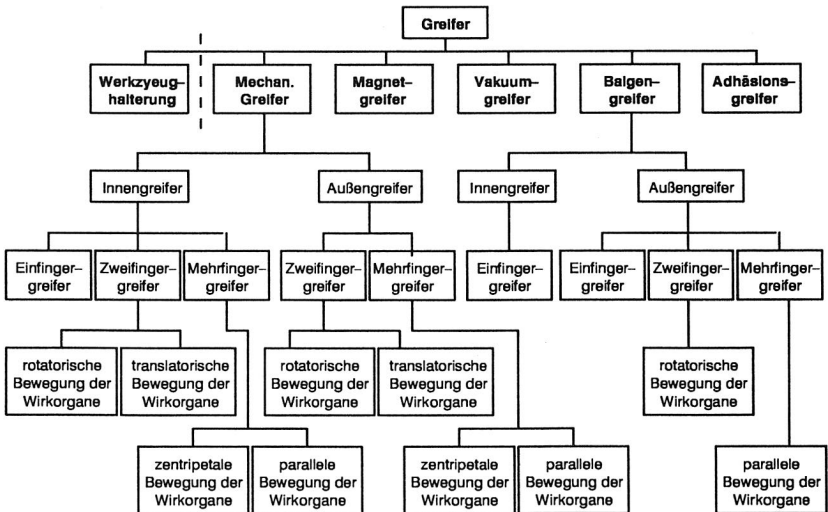 Greifer
Werkzyeug–
halterung
Mechan.
Greifer
Magnet–
greifer
Vakuum–
greifer
Balgen–
greifer
Adhäsions–
greifer
Innengreifer
Außengreifer
Innengreifer
Außengreifer
Einfinger–
greifer
Zweifinger–
greifer
Mehrfinger–
greifer
Zweifinger–
greifer
Mehrfinger–
greifer
Einfinger–
greifer
Einfinger–
greifer
Zweifinger–
greifer
Mehrfinger–
greifer
rotatorische
Bewegung der
Wirkorgane
translatorische
Bewegung der
Wirkorgane
rotatorische
Bewegung der
Wirkorgane
translatorische
Bewegung der
Wirkorgane
rotatorische
Bewegung der
Wirkorgane
zentripetale
Bewegung der
Wirkorgane
parallele
Bewegung der
Wirkorgane
zentripetale
Bewegung der
Wirkorgane
parallele
Bewegung der
Wirkorgane
parallele
Bewegung der
Wirkorgane